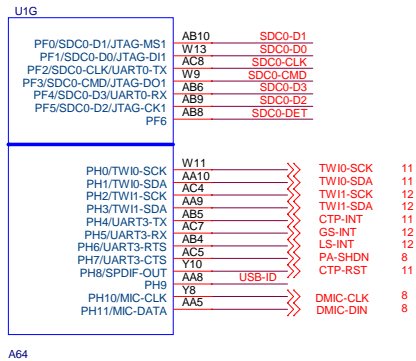 U1G
PF0/SDC0-D1/JTAG-MS1 AB10 SDC0-D1
PF1/SDC0-D0/JTAG-DI1 W13 SDC0-D0
PF2/SDC0-CLK/UART0-TX AC8 SDC0-CLK
PF3/SDC0-CMD/JTAG-DO1 W9 SDC0-CMD
PF4/SDC0-D3/UART0-RX AB6 SDC0-D3
PF5/SDC0-D2/JTAG-CK1 AB9 SDC0-D2
PF6 AB8 SDC0-DET
PH0/TWI0-SCK W11 TWI0-SCK 11
PH1/TWI0-SDA AA10 TWI0-SDA 11
PH2/TWI1-SCK AC4 TWI1-SCK 12
PH3/TWI1-SDA AA9 TWI1-SDA 12
PH4/UART3-TX AB5 CTP-INT 11
PH5/UART3-RX AC7 GS-INT 12
PH6/UART3-RTS AB4 LS-INT 12
PH7/UART3-CTS AC5 PA-SHDN 8
PH8/SPDIF-OUT Y10 CTP-RST 11
PH9 AA8 USB-ID
PH10/MIC-CLK Y8 DMIC-CLK 8
PH11/MIC-DATA AA5 DMIC-DIN 8
A64